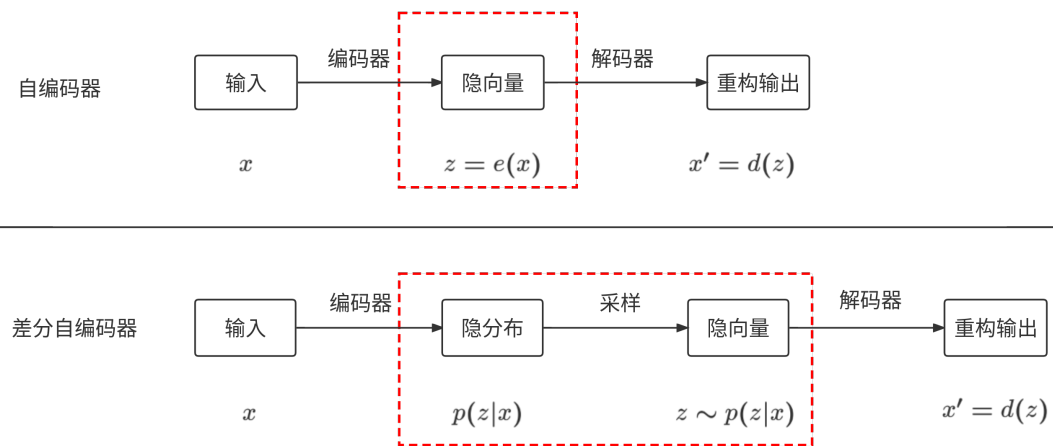 编码器 解码器
自编码器 输入 隐向量 重构输出
x z = e(x) x′ = d(z)
编码器 采样 解码器
差分自编码器 输入 隐分布 隐向量 重构输出
x p(z|x) z ∼ p(z|x) x′ = d(z)